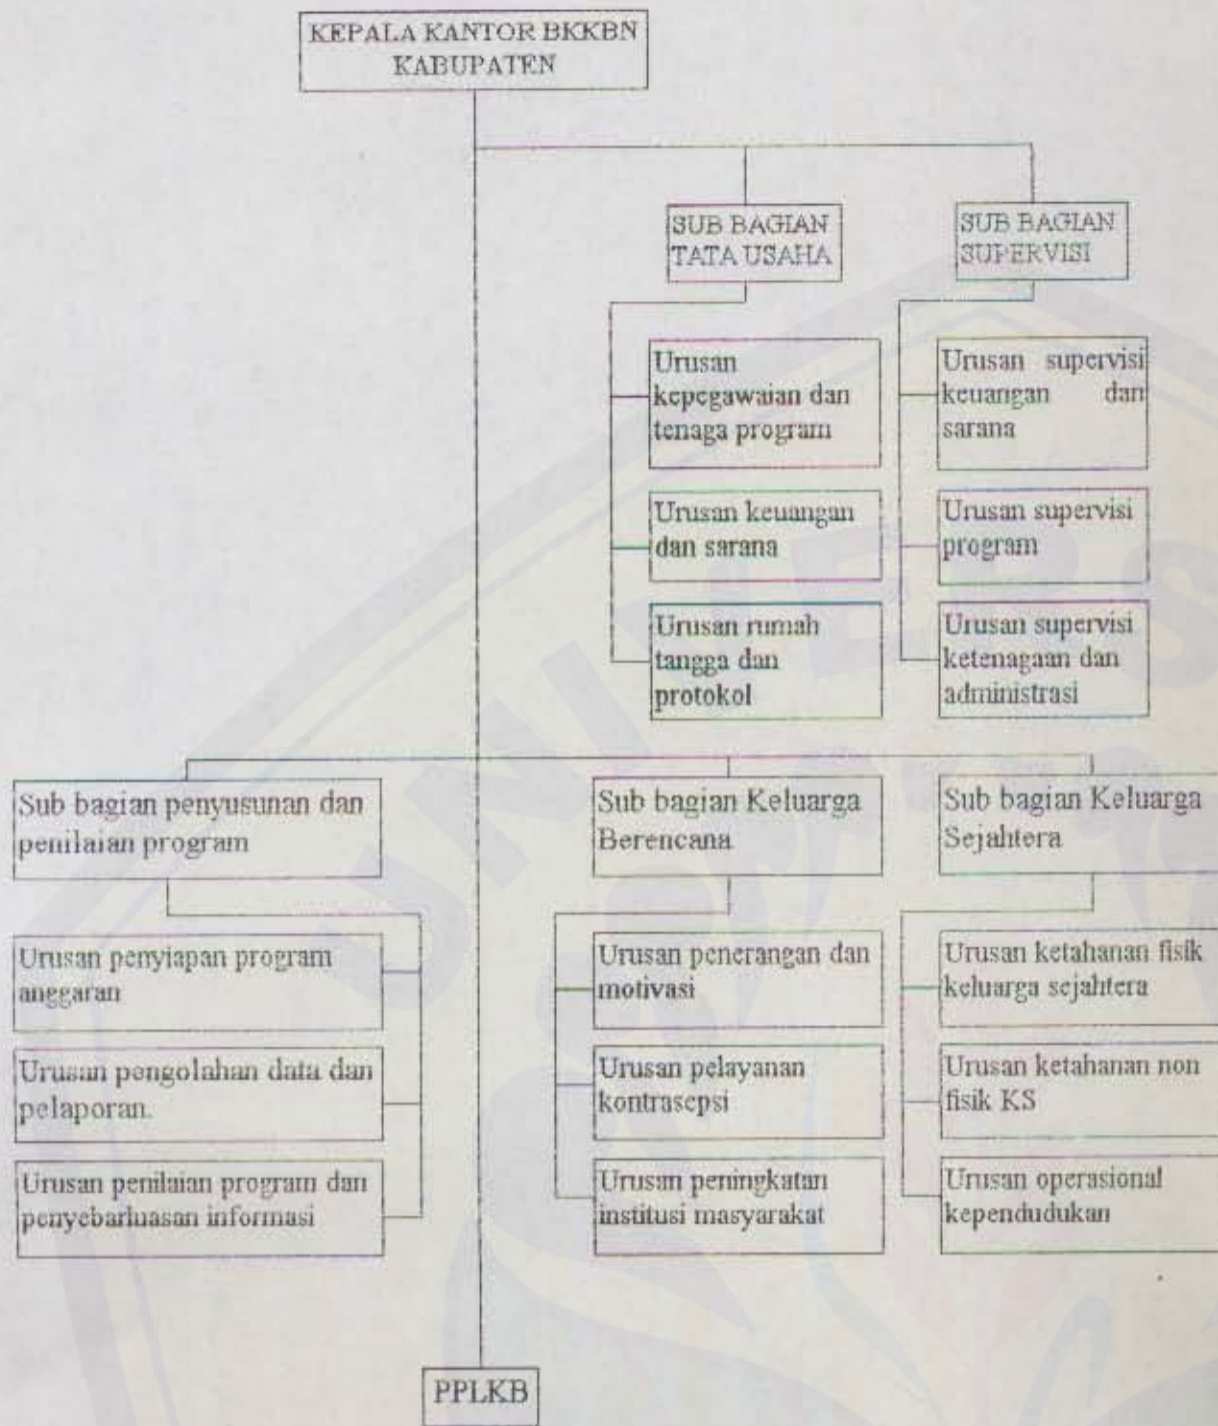 KEPALA KANTOR BKKBN
KABUPATEN
SUB BAGIAN
TATA USAHA
SUB BAGIAN
SUPERVISI
Urusan
kepegawaian dan
tenaga program
Urusan keuangan
dan sarana
Urusan rumah
tangga dan
protokol
Urusan supervisi
keuangan dan
sarana
Urusan supervisi
program
Urusan supervisi
ketenagaan dan
administrasi
Sub bagian penyusunan dan
penilaian program
Urusan penyiapan program
anggaran
Urusan pengolahan data dan
pelaporan.
Urusan penilaian program dan
penyebarluasan informasi
Sub bagian Keluarga
Berencana
Urusan penerangan dan
motivasi
Urusan pelayanan
kontrasepsi
Urusan peningkatan
institusi masyarakat
Sub bagian Keluarga
Sejahtera
Urusan ketahanan fisik
keluarga sejahtera
Urusan ketahanan non
fisik KS
Urusan operasional
kependudukan
PPLKB